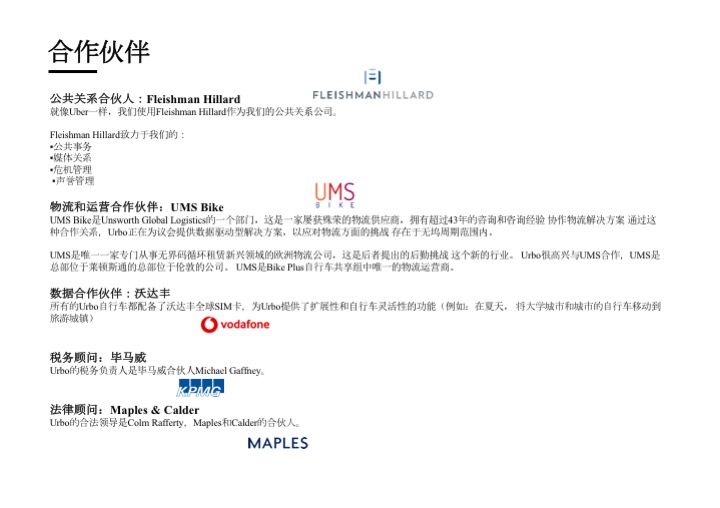 合作伙伴
FLEISHMANHILLARD
公共关系合伙人：Fleishman Hillard
就像Uber一样，我们使用Fleishman Hillard作为我们的公共关系公司。
Fleishman Hillard致力于我们的：
•公共事务
•媒体关系
•危机管理
•声誉管理
UMS
BIKE
物流和运营合作伙伴：UMS Bike
UMS Bike是Unsworth Global Logistics的一个部门，这是一家屡获殊荣的物流供应商，拥有超过43年的咨询和咨询经验 协作物流解决方案 通过这
种合作关系，Urbo正在为议会提供数据驱动型解决方案，以应对物流方面的挑战 存在于无坞周期范围内。
UMS是唯一一家专门从事无界码循环租赁新兴领域的欧洲物流公司，这是后者提出的后勤挑战 这个新的行业。 Urbo很高兴与UMS合作，UMS是
总部位于莱顿斯通的总部位于伦敦的公司。 UMS是Bike Plus自行车共享组中唯一的物流运营商。
数据合作伙伴：沃达丰
所有的Urbo自行车都配备了沃达丰全球SIM卡，为Urbo提供了扩展性和自行车灵活性的功能（例如：在夏天， 将大学城市和城市的自行车移动到
旅游城镇）
vodafone
税务顾问：毕马威
Urbo的税务负责人是毕马威合伙人Michael Gaffney。
KPMG
法律顾问：Maples & Calder
Urbo的合法领导是Colm Rafferty，Maples和Calder的合伙人。
MAPLES